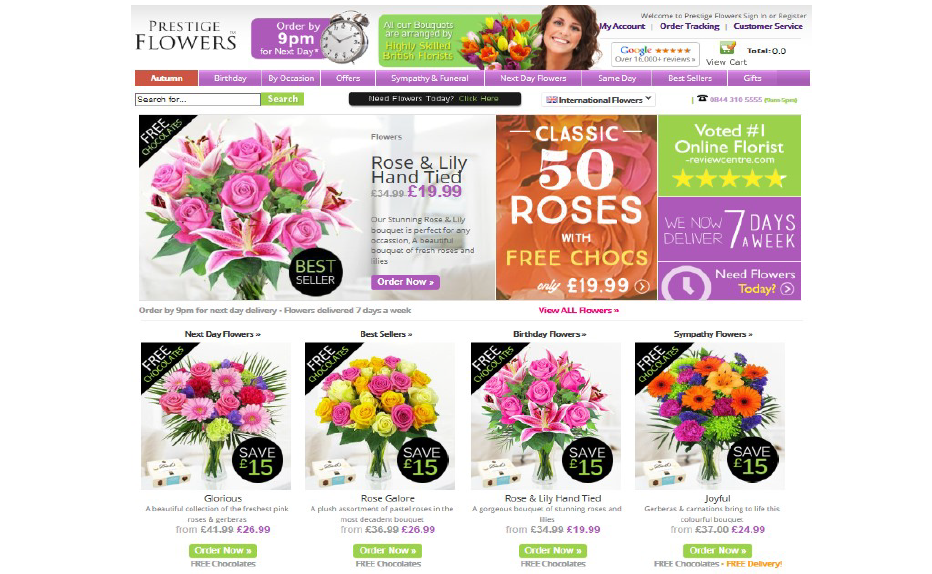 Welcome to Prestige Flowers Sign in or Register
PRESTIGE
FLOWERS
Order by
9pm
for Next Day*
All our Bouquets
are arranged by
Highly Skilled
British Florists
My Account | Order Tracking | Customer Service
Google ★★★★★
Over 16,000+ reviews »
View Cart
Total: 0.0
Autumn
Birthday
By Occasion
Offers
Sympathy & Funeral
Next Day Flowers
Same Day
Best Sellers
Gifts
Search for...
Search
Need Flowers Today? Click Here
International Flowers
0844 310 5555 (9am-5pm)
FREE
CHOCOLATES
Flowers
Rose & Lily
Hand Tied
£34.99 £19.99
Our Stunning Rose & Lily
bouquet is perfect for any
occassion, A beautiful
bouquet of fresh roses and
lilies
Order Now »
BEST
SELLER
CLASSIC
50
ROSES
WITH
FREE CHOCS
only £19.99
Voted #1
Online Florist
-reviewcentre.com
WE NOW
DELIVER
7 DAYS
A WEEK
Need Flowers
Today?
Order by 9pm for next day delivery - Flowers delivered 7 days a week
View ALL Flowers »
Next Day Flowers »
FREE
CHOCOLATES
SAVE
£15
Glorious
A beautiful collection of the freshest pink
roses & gerberas
from £41.99 £26.99
Order Now »
FREE Chocolates
Best Sellers »
FREE
CHOCOLATES
SAVE
£15
Rose Galore
A plush assortment of pastel roses in the
most decadent bouquet
from £36.99 £26.99
Order Now »
FREE Chocolates
Birthday Flowers »
FREE
CHOCOLATES
SAVE
£15
Rose & Lily Hand Tied
A gorgeous bouquet of stunning roses and
lilies
from £34.99 £19.99
Order Now »
FREE Chocolates
Sympathy Flowers »
FREE
CHOCOLATES
SAVE
£15
Joyful
Gerberas & carnations bring to life this
colourful bouquet
from £37.00 £24.99
Order Now »
FREE Chocolates • FREE Delivery!